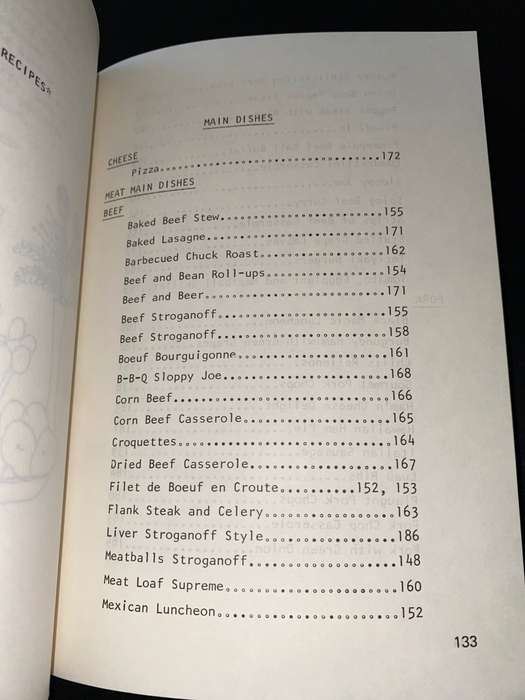 RECIPES*
MAIN DISHES
CHEESE
Pizza................................172
MEAT MAIN DISHES
BEEF
Baked Beef Stew......................155
Baked Lasagne........................171
Barbecued Chuck Roast................162
Beef and Bean Roll-ups...............154
Beef and Beer........................171
Beef Stroganoff......................155
Beef Stroganoff......................158
Boeuf Bourguigonne...................161
B-B-Q Sloppy Joe.....................168
Corn Beef............................166
Corn Beef Casserole..................165
Croquettes...........................164
Dried Beef Casserole.................167
Filet de Boeuf en Croute..........152, 153
Flank Steak and Celery...............163
Liver Stroganoff Style...............186
Meatballs Stroganoff.................148
Meat Loaf Supreme....................160
Mexican Luncheon.....................152
133